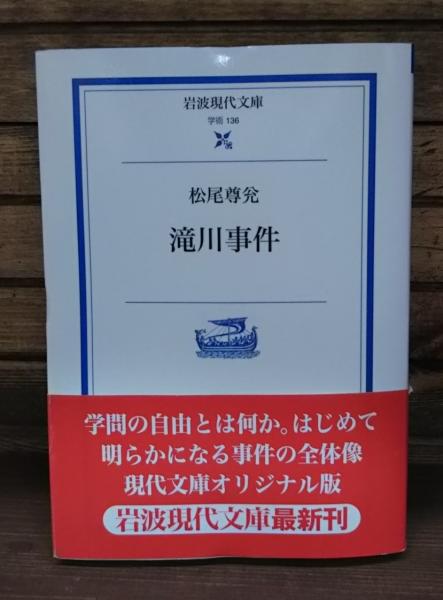 岩波現代文庫
学術 136
松尾尊兊
滝川事件
学問の自由とは何か。はじめて
明らかになる事件の全体像
現代文庫オリジナル版
岩波現代文庫最新刊